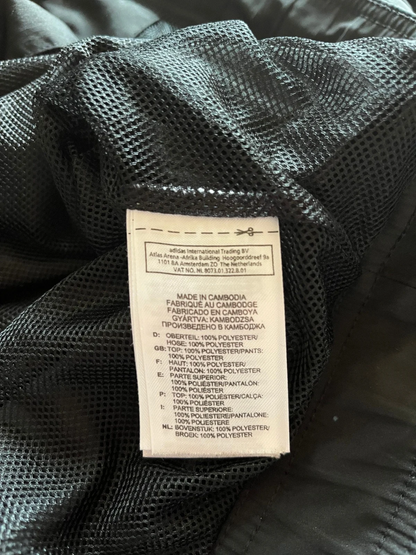 adidas International Trading BV
Atlas Arena -Afrika Building Hoogoorddreef 9a
1101 BA Amsterdam ZO The Netherlands
VAT NO. NL 8073.01.322.B.01
MADE IN CAMBODIA
FABRIQUÉ AU CAMBODGE
FABRICADO EN CAMBOYA
GYÁRTVA: KAMBODZSA
ПРОИЗВЕДЕНО В КАМБОДЖА
D: OBERTEIL: 100% POLYESTER/
HOSE: 100% POLYESTER
GB: TOP: 100% POLYESTER/PANTS:
100% POLYESTER
F: HAUT: 100% POLYESTER/
PANTALON: 100% POLYESTER
E: PARTE SUPERIOR:
100% POLIÉSTER/PANTALÓN:
100% POLIÉSTER
P: TOP: 100% POLIÉSTER/CALÇA:
100% POLIÉSTER
1: PARTE SUPERIORE:
100% POLIESTERE/PANTALONE:
100% POLIESTERE
NL: BOVENSTUK: 100% POLYESTER/
BROEK: 100% POLYESTER